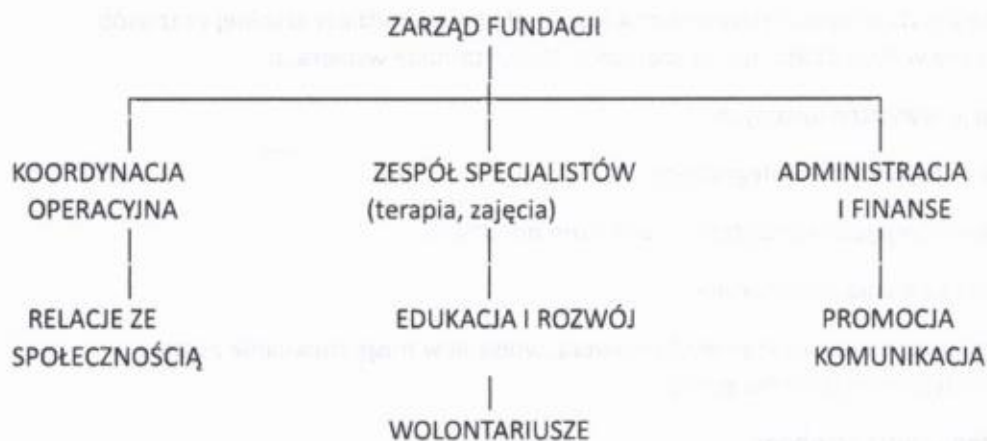 ZARZĄD FUNDACJI
KOORDYNACJA
OPERACYJNA
ZESPÓŁ SPECJALISTÓW
(terapia, zajęcia)
ADMINISTRACJA
I FINANSE
RELACJE ZE
SPOŁECZNOŚCIĄ
EDUKACJA I ROZWÓJ
PROMOCJA
KOMUNIKACJA
WOLONTARIUSZE